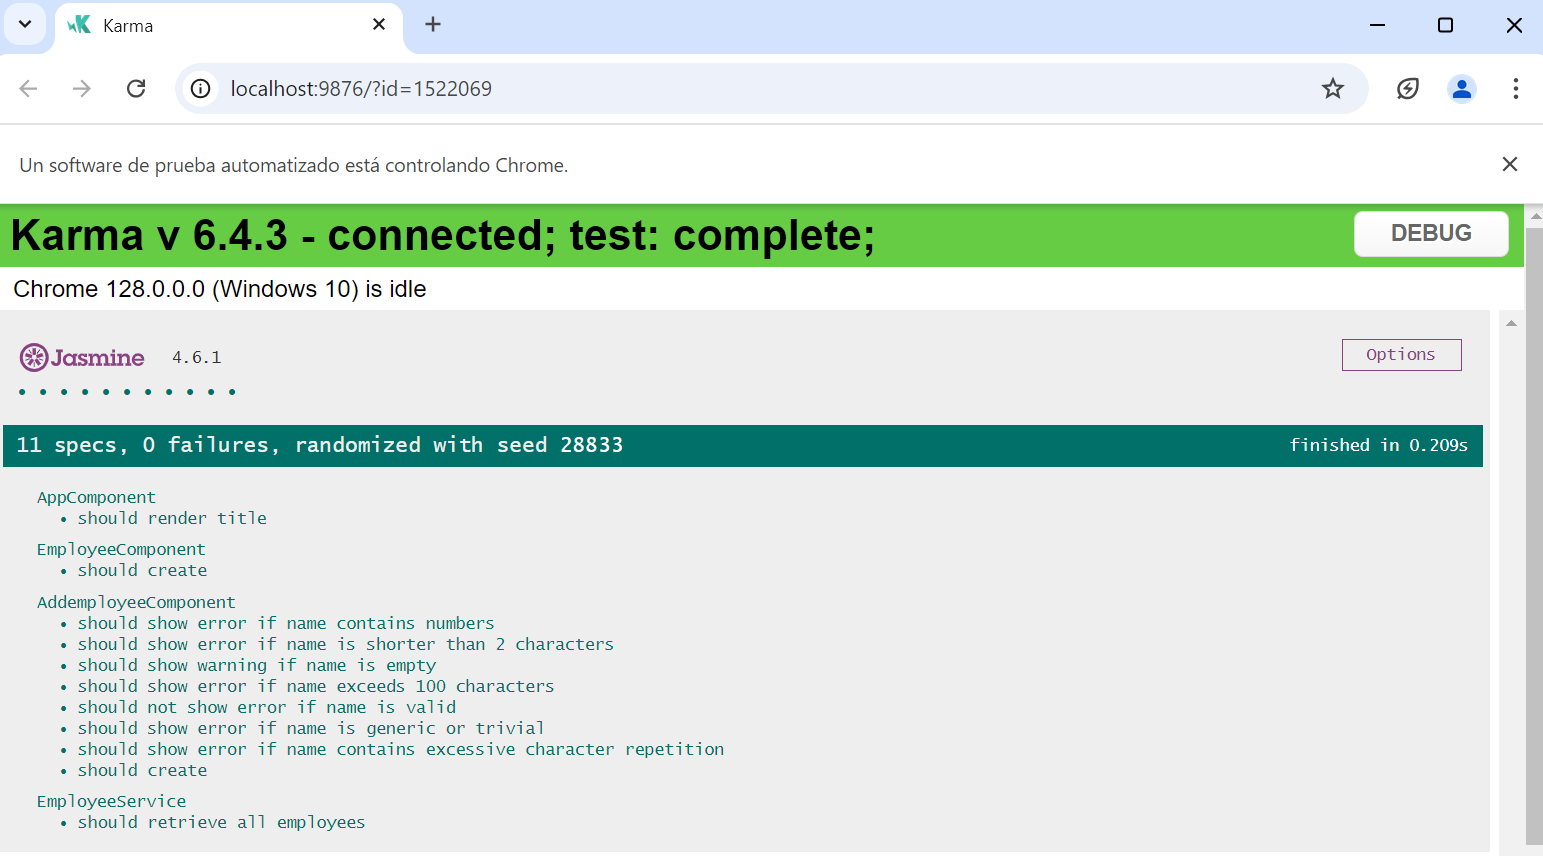 Karma
localhost:9876/?id=1522069
Un software de prueba automatizado está controlando Chrome.
Karma v 6.4.3 - connected; test: complete;
DEBUG
Chrome 128.0.0.0 (Windows 10) is idle
Jasmine 4.6.1
Options
11 specs, 0 failures, randomized with seed 28833
finished in 0.209s
AppComponent
• should render title
EmployeeComponent
• should create
AddemployeeComponent
• should show error if name contains numbers
• should show error if name is shorter than 2 characters
• should show warning if name is empty
• should show error if name exceeds 100 characters
• should not show error if name is valid
• should show error if name is generic or trivial
• should show error if name contains excessive character repetition
• should create
EmployeeService
• should retrieve all employees